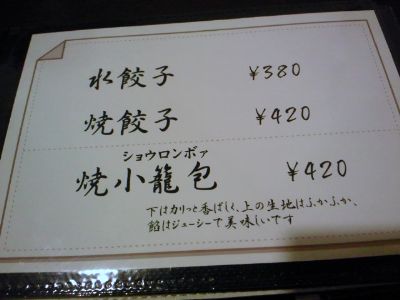 水餃子 ¥380
焼餃子 ¥420
ショウロンポァ
焼小籠包 ¥420
下はカリっと香ばしく、上の生地はふかふか、
餡はジューシーで美味しいです